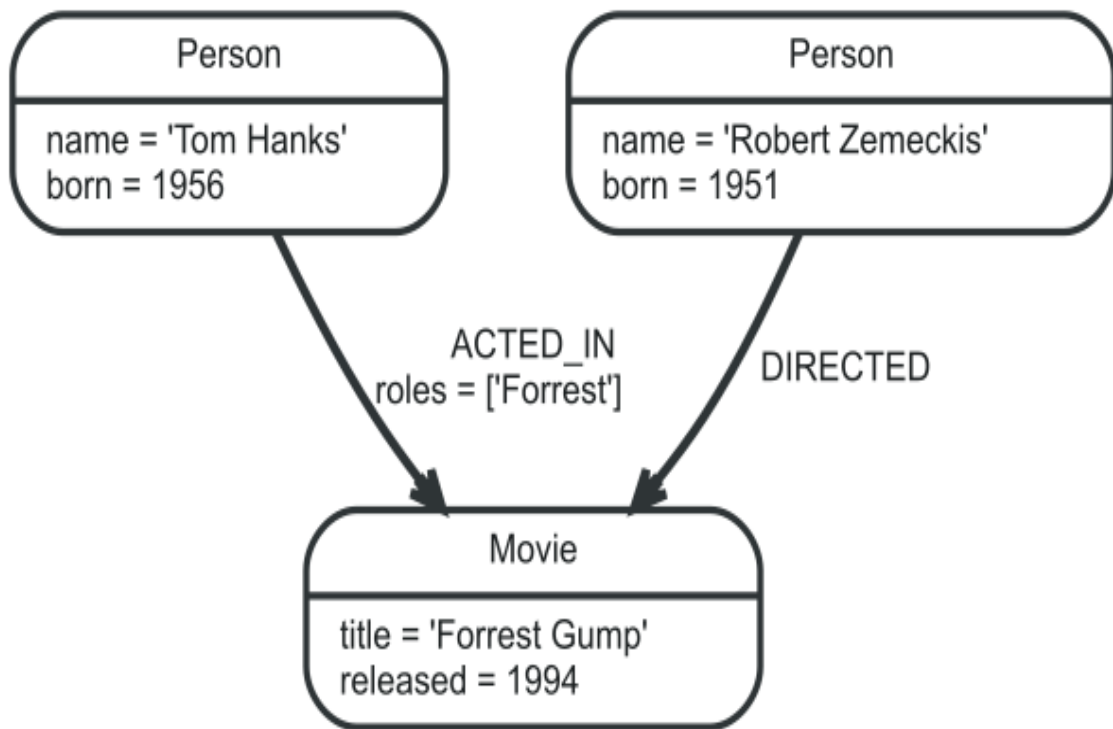 Person
name = 'Tom Hanks'
born = 1956
Person
name = 'Robert Zemeckis'
born = 1951
ACTED_IN
roles = ['Forrest']
DIRECTED
Movie
title = 'Forrest Gump'
released = 1994